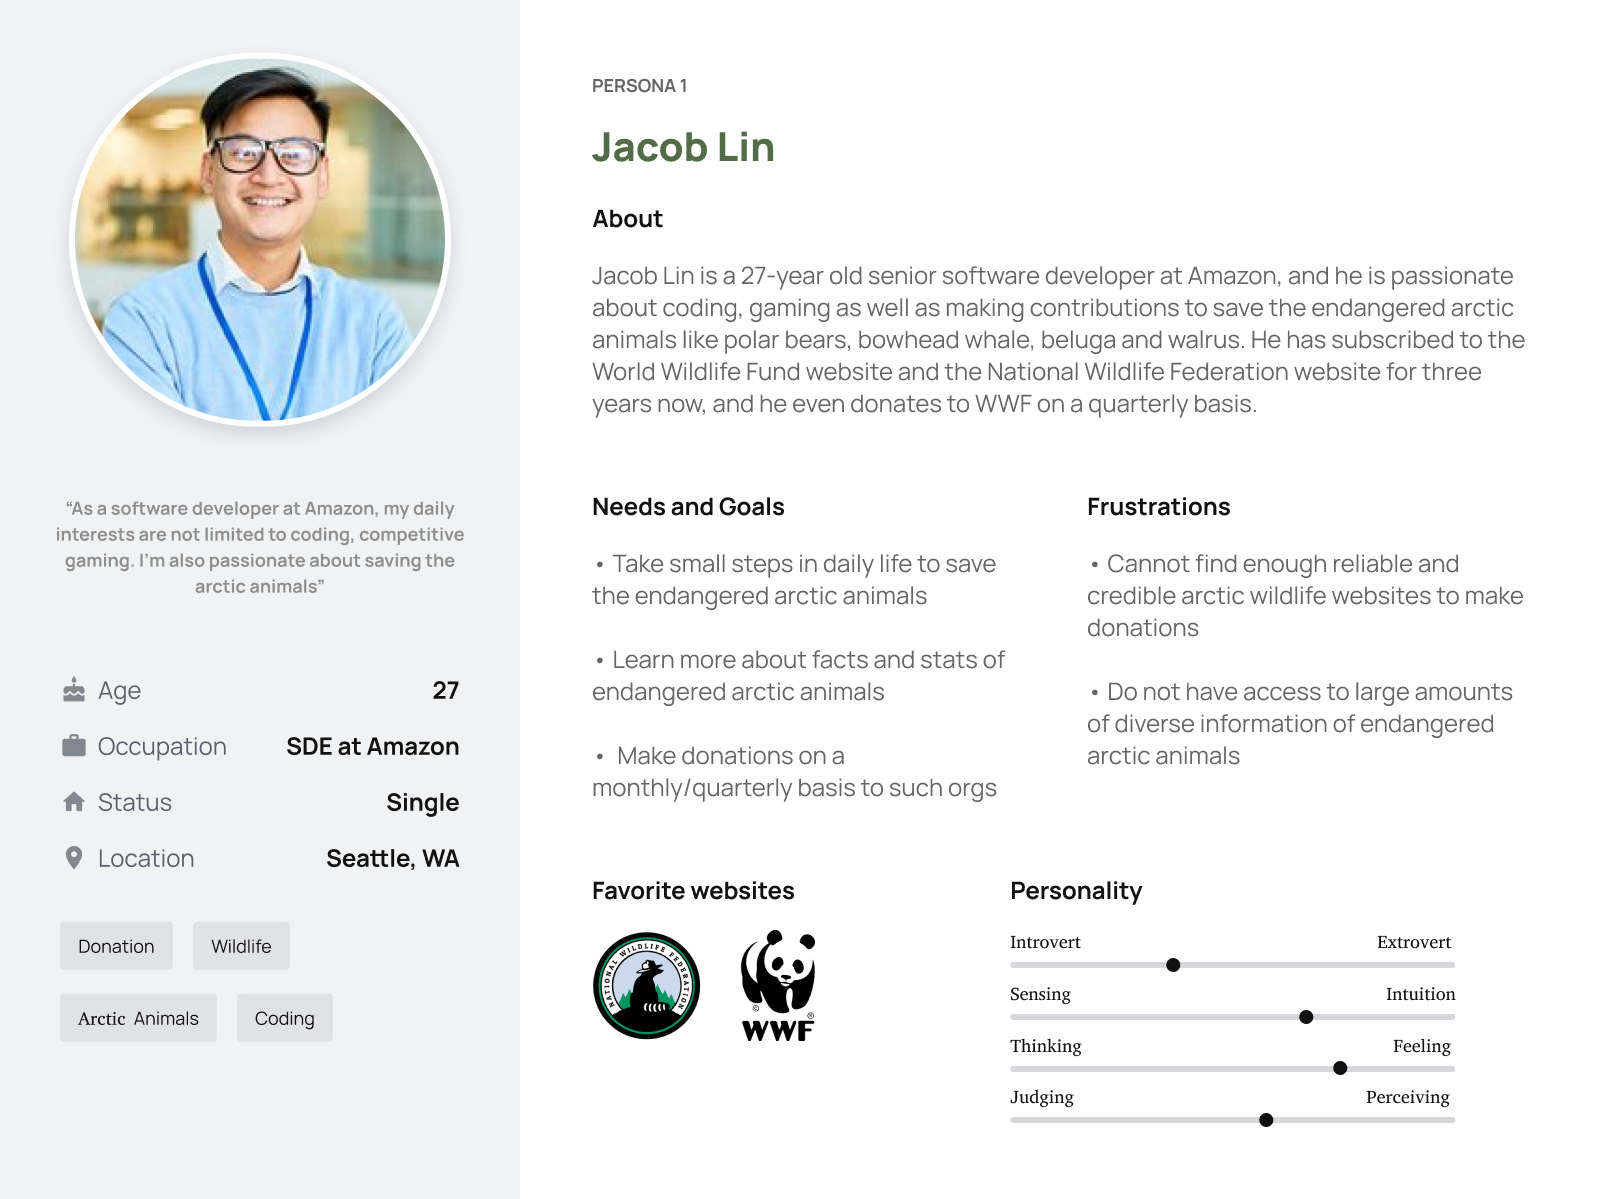 “As a software developer at Amazon, my daily
interests are not limited to coding, competitive
gaming. I’m also passionate about saving the
arctic animals”
Age 27
Occupation SDE at Amazon
Status Single
Location Seattle, WA
Donation Wildlife
Arctic Animals Coding
PERSONA 1
Jacob Lin
About
Jacob Lin is a 27-year old senior software developer at Amazon, and he is passionate
about coding, gaming as well as making contributions to save the endangered arctic
animals like polar bears, bowhead whale, beluga and walrus. He has subscribed to the
World Wildlife Fund website and the National Wildlife Federation website for three
years now, and he even donates to WWF on a quarterly basis.
Needs and Goals
• Take small steps in daily life to save
the endangered arctic animals
• Learn more about facts and stats of
endangered arctic animals
• Make donations on a
monthly/quarterly basis to such orgs
Frustrations
• Cannot find enough reliable and
credible arctic wildlife websites to make
donations
• Do not have access to large amounts
of diverse information of endangered
arctic animals
Favorite websites
NATIONAL WILDLIFE FEDERATION
© ®
WWF
Personality
Introvert Extrovert
Sensing Intuition
Thinking Feeling
Judging Perceiving